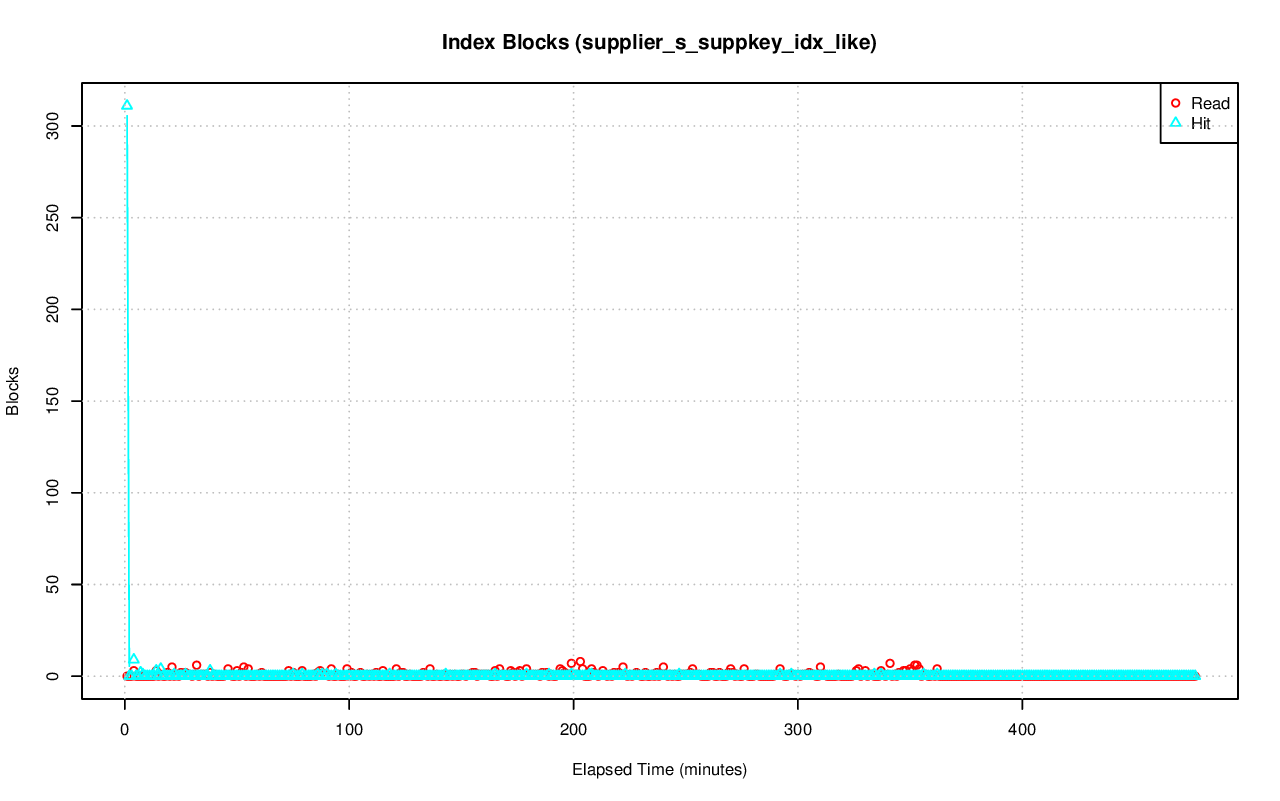 Index Blocks (supplier_s_suppkey_idx_like)
Read
Hit
300
250
200
150
100
50
0
Blocks
0 100 200 300 400
Elapsed Time (minutes)